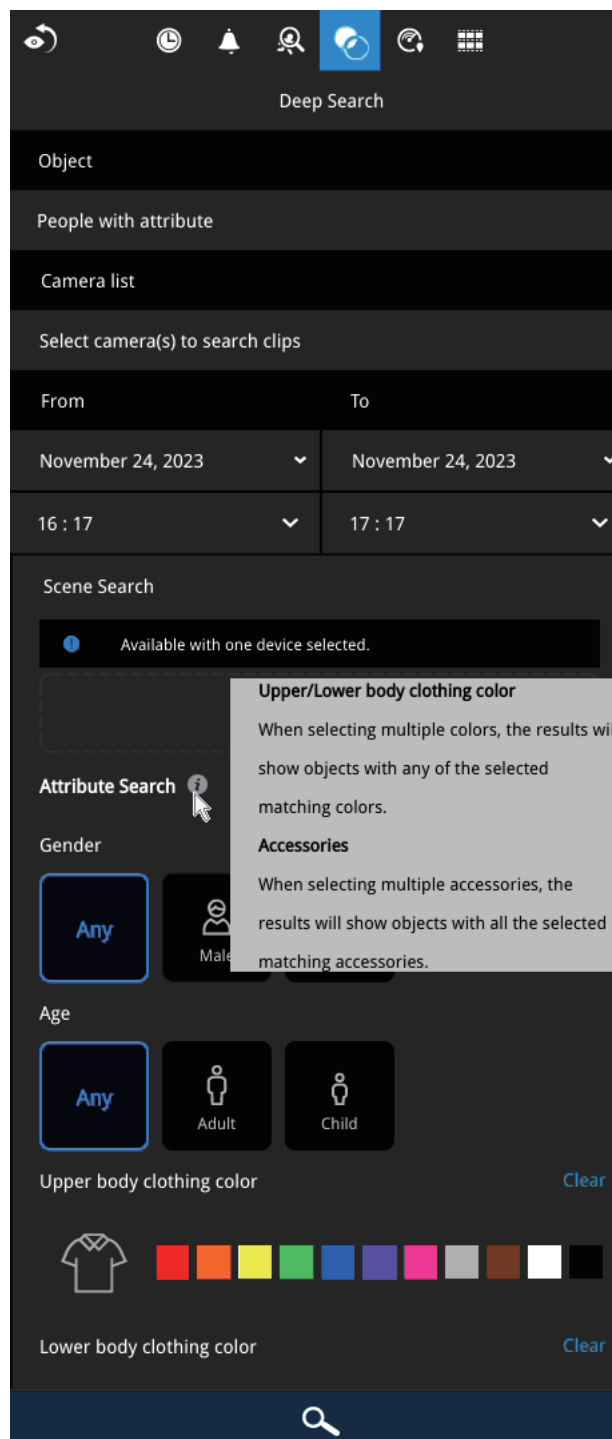 Deep Search
Object
People with attribute
Camera list
Select camera(s) to search clips
From To
November 24, 2023 November 24, 2023
16 : 17 17 : 17
Scene Search
Available with one device selected.
Upper/Lower body clothing color
When selecting multiple colors, the results will
show objects with any of the selected
matching colors.
Attribute Search
Accessories
When selecting multiple accessories, the
results will show objects with all the selected
matching accessories.
Gender
Any Male
Age
Any Adult Child
Upper body clothing color Clear
Lower body clothing color Clear